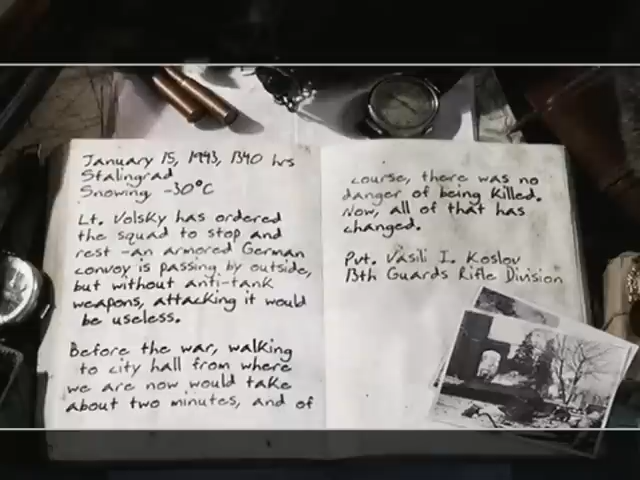 January 15, 1943, 1340 hrs
Stalingrad
Snowing -30°C
Lt. Volsky has ordered
the squad to stop and
rest -an armored German
convoy is passing by outside,
but without anti-tank
weapons, attacking it would
be useless.
Before the war, walking
to city hall from where
we are now would take
about two minutes, and of
course, there was no
danger of being killed.
Now, all of that has
changed.
Pvt. Vasili I. Koslov
13th Guards Rifle Division